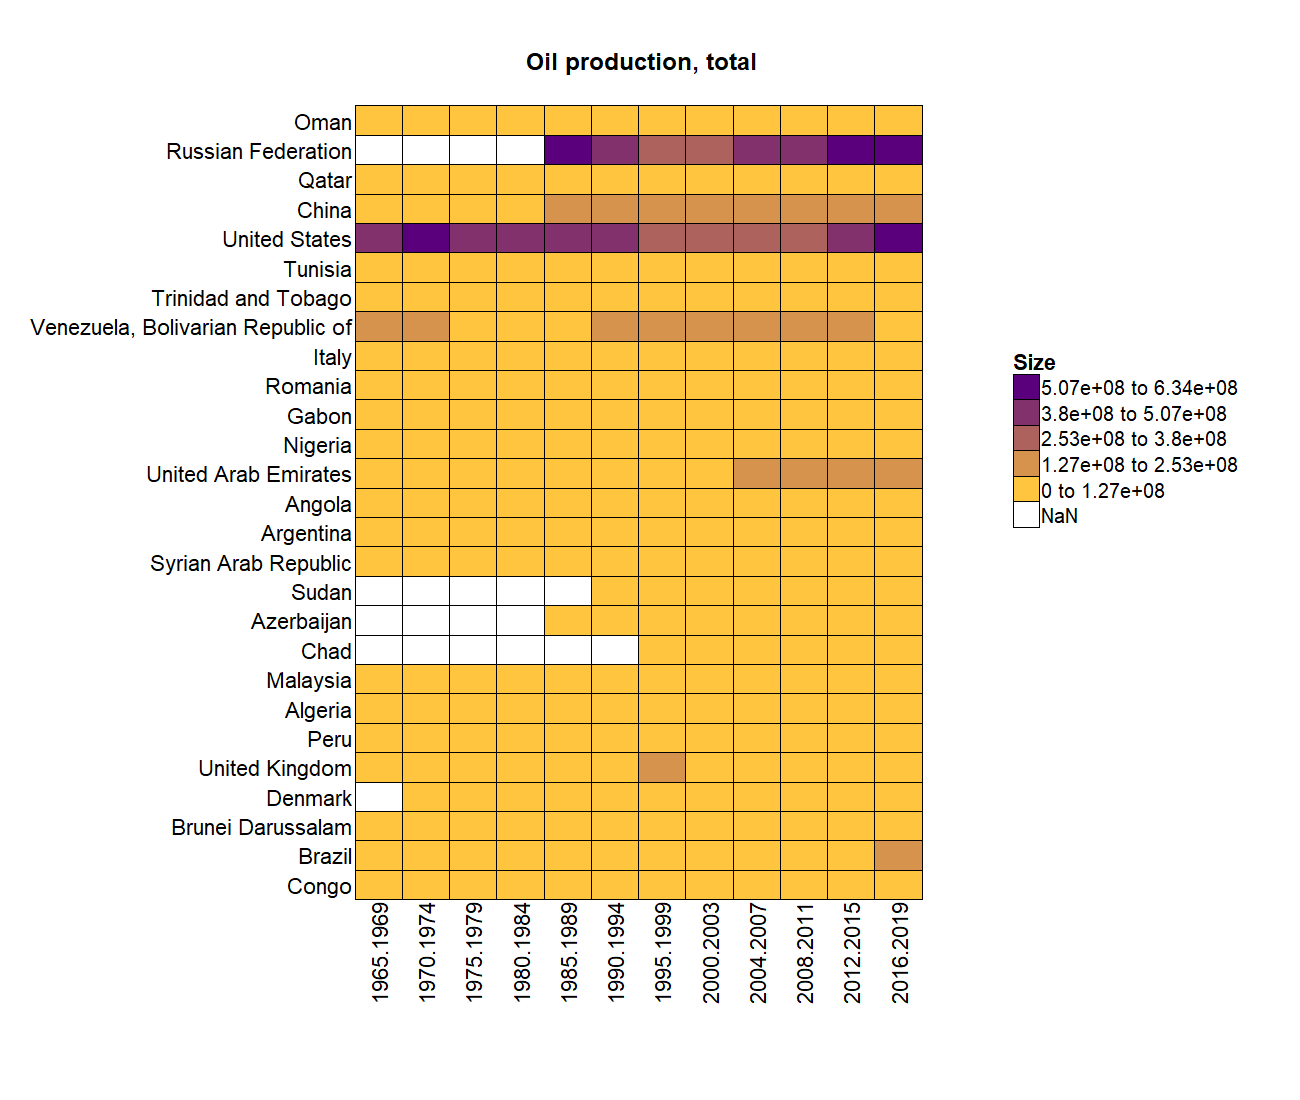 Oil production, total
Oman
Russian Federation
Qatar
China
United States
Tunisia
Trinidad and Tobago
Venezuela, Bolivarian Republic of
Italy
Romania
Gabon
Nigeria
United Arab Emirates
Angola
Argentina
Syrian Arab Republic
Sudan
Azerbaijan
Chad
Malaysia
Algeria
Peru
United Kingdom
Denmark
Brunei Darussalam
Brazil
Congo
1965.1969
1970.1974
1975.1979
1980.1984
1985.1989
1990.1994
1995.1999
2000.2003
2004.2007
2008.2011
2012.2015
2016.2019
Size
5.07e+08 to 6.34e+08
3.8e+08 to 5.07e+08
2.53e+08 to 3.8e+08
1.27e+08 to 2.53e+08
0 to 1.27e+08
NaN